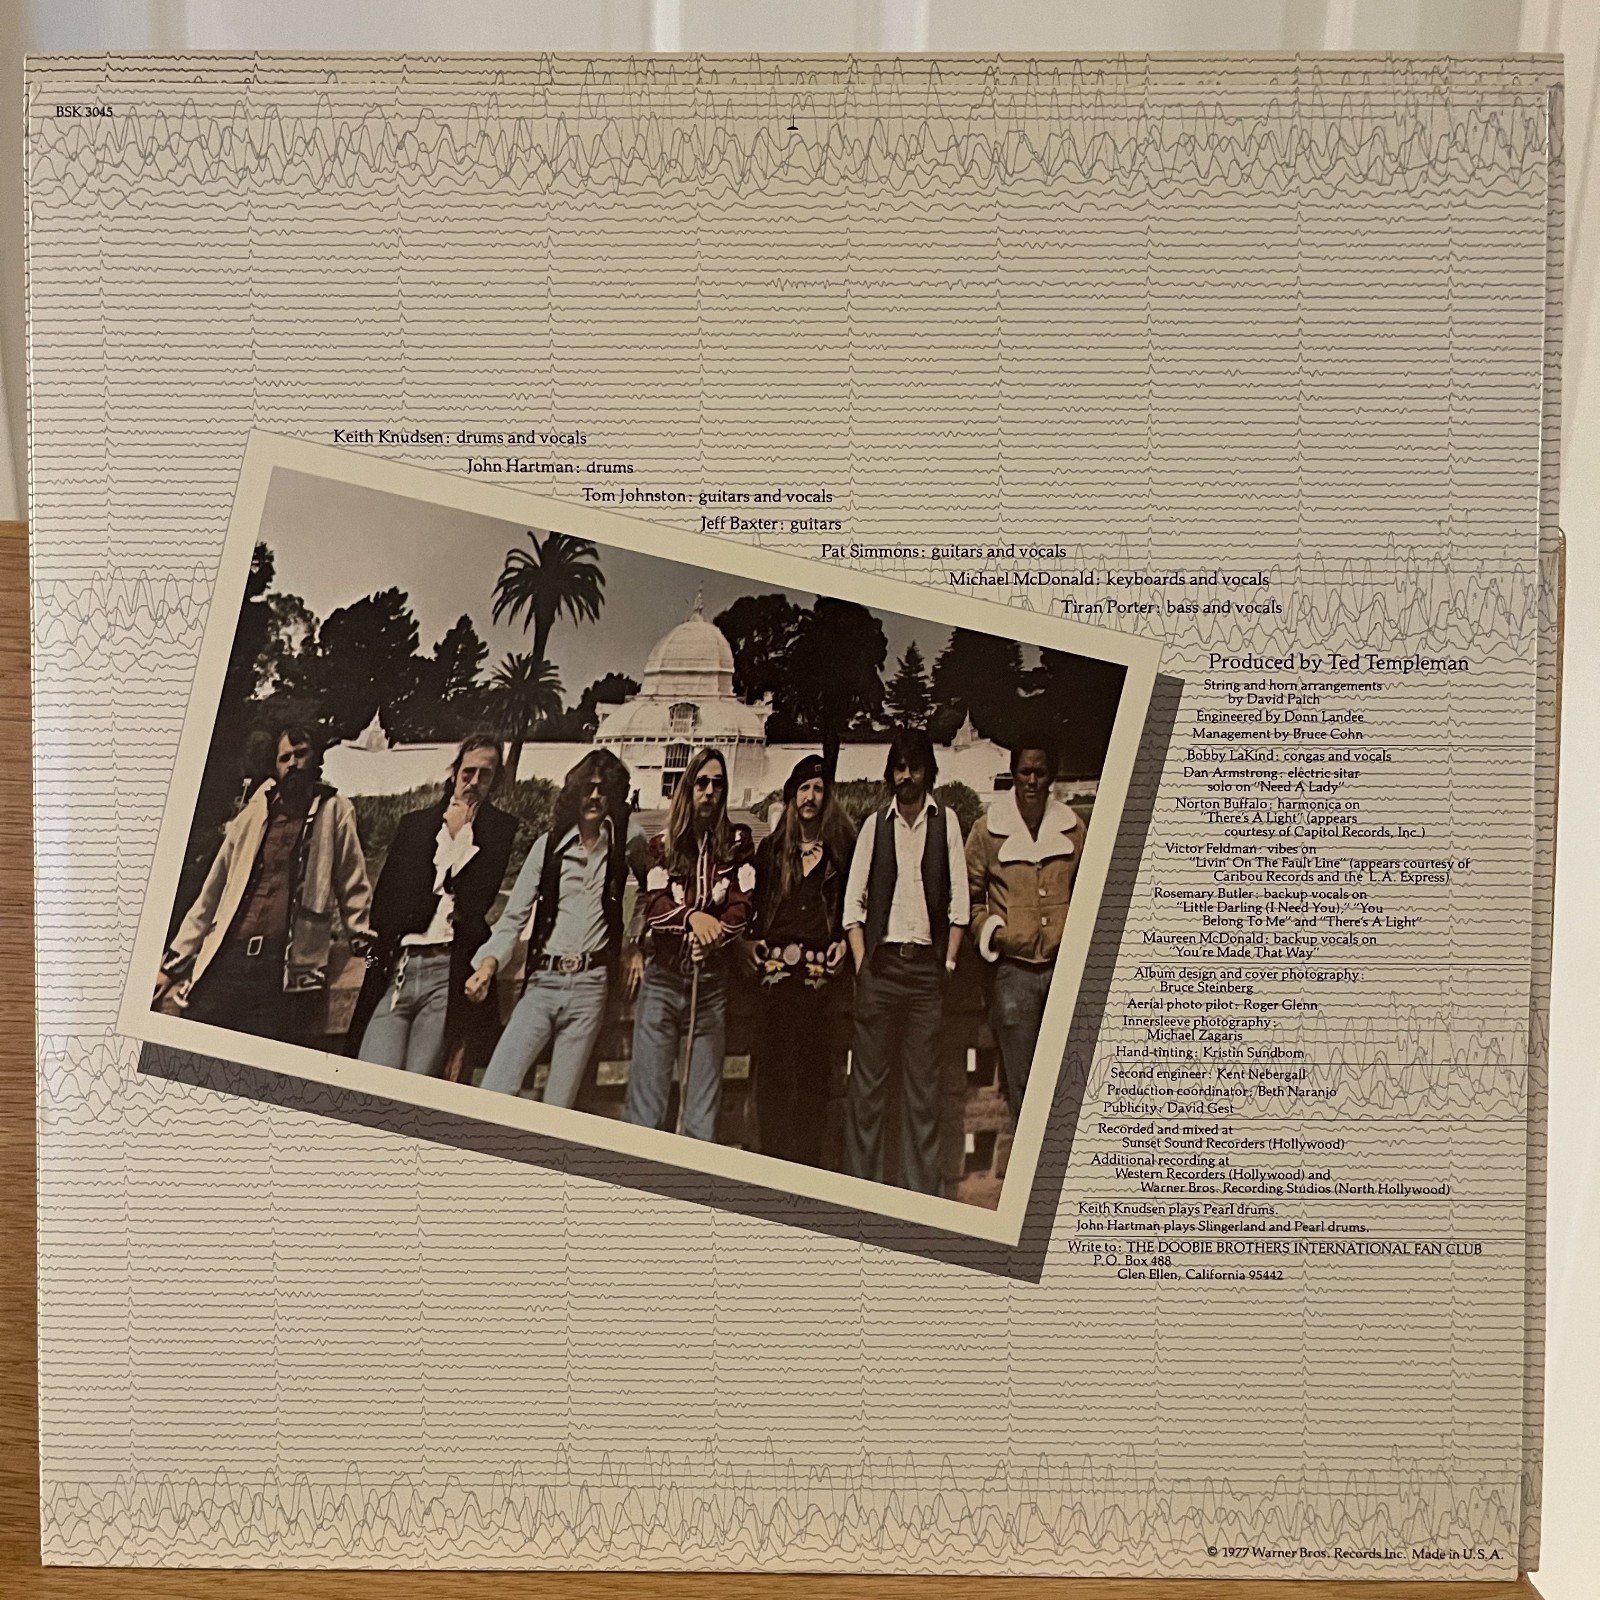 BSK 3045
Keith Knudsen: drums and vocals
John Hartman: drums
Tom Johnston: guitars and vocals
Jeff Baxter: guitars
Pat Simmons: guitars and vocals
Michael McDonald: keyboards and vocals
Tiran Porter: bass and vocals
Produced by Ted Templeman
String and horn arrangements
by David Paich
Engineered by Donn Landee
Management by Bruce Cohn
Bobby LaKind: congas and vocals
Dan Armstrong: electric sitar
solo on "Need A Lady"
Norton Buffalo: harmonica on
"There's A Light" (appears
courtesy of Capitol Records, Inc.)
Victor Feldman: vibes on
"Livin' On The Fault Line" (appears courtesy of
Caribou Records and the L.A. Express)
Rosemary Butler: backup vocals on
"Little Darling (I Need You)," "You
Belong To Me" and "There's A Light"
Maureen McDonald: backup vocals on
"You're Made That Way"
Album design and cover photography:
Bruce Steinberg
Aerial photo pilot: Roger Glenn
Innersleeve photography:
Michael Zagaris
Hand-tinting: Kristin Sundbom
Second engineer: Kent Nebergall
Production coordinator: Beth Naranjo
Publicity: David Gest
Recorded and mixed at
Sunset Sound Recorders (Hollywood)
Additional recording at
Western Recorders (Hollywood) and
Warner Bros. Recording Studios (North Hollywood)
Keith Knudsen plays Pearl drums.
John Hartman plays Slingerland and Pearl drums.
Write to: THE DOOBIE BROTHERS INTERNATIONAL FAN CLUB
P.O. Box 488
Glen Ellen, California 95442
© 1977 Warner Bros. Records Inc. Made in U.S.A.